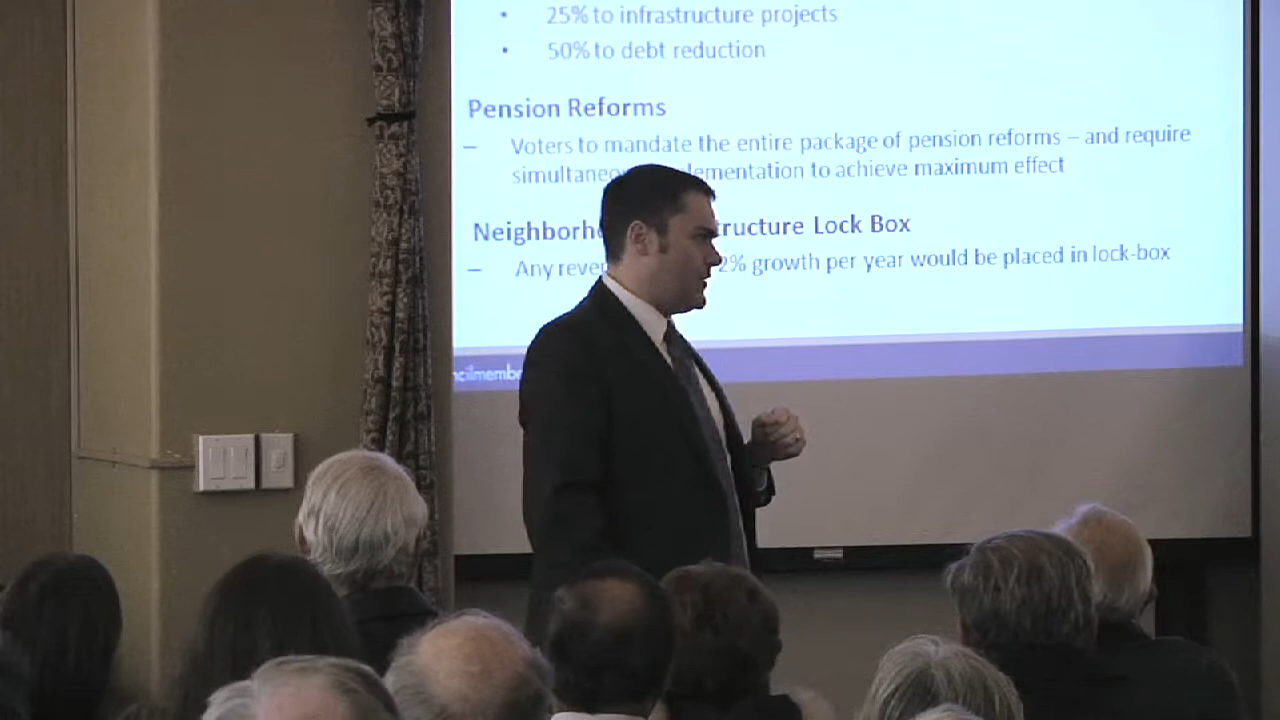 • 25% to infrastructure projects
• 50% to debt reduction
Pension Reforms
– Voters to mandate the entire package of pension reforms – and require
simultaneo lementation to achieve maximum effect
Neighborh ructure Lock Box
– Any reve 2% growth per year would be placed in lock-box
ncilmembe